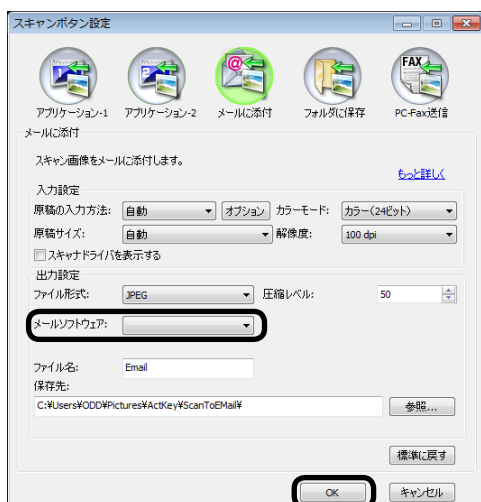 スキャンボタン設定
FAX
アプリケーション-1 アプリケーション-2 メールに添付 フォルダに保存 PC-Fax送信
メールに添付
スキャン画像をメールに添付します。
もっと詳しく
入力設定
原稿の入力方法: 自動 オプション カラーモード: カラー(24ビット)
原稿サイズ: 自動 解像度: 100 dpi
スキャナドライバを表示する
出力設定
ファイル形式: JPEG 圧縮レベル: 50
メールソフトウェア:
ファイル名: Email
保存先:
C:¥Users¥ODD¥Pictures¥ActKey¥ScanToEMail¥ 参照...
標準に戻す
OK キャンセル